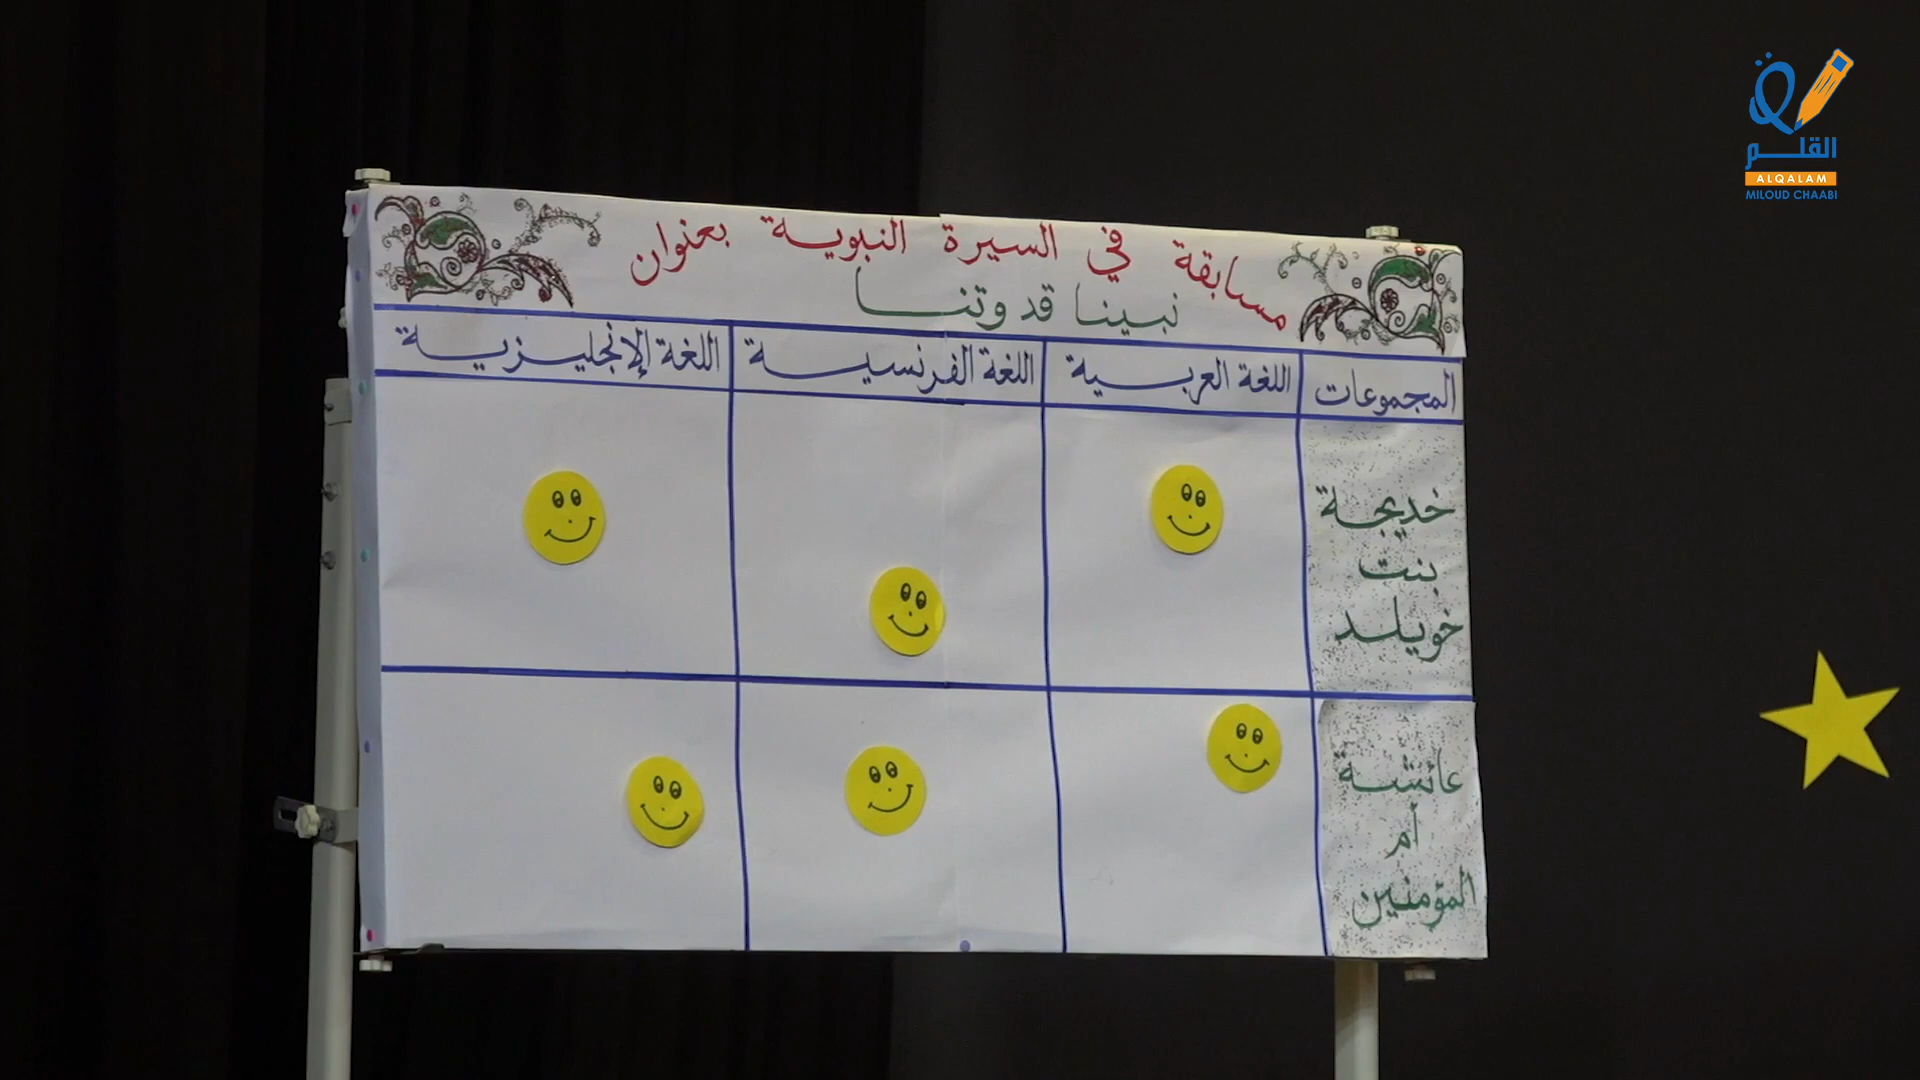 مسابقة في السيرة النبوية بعنوان
نبينا قدوتنا
المجموعات
اللغة العربية
اللغة الفرنسية
اللغة الإنجليزية
خديجة
بنت
خويلد
عائشة
أم
المؤمنين
القلم
ALQALAM
MILOUD CHAABI